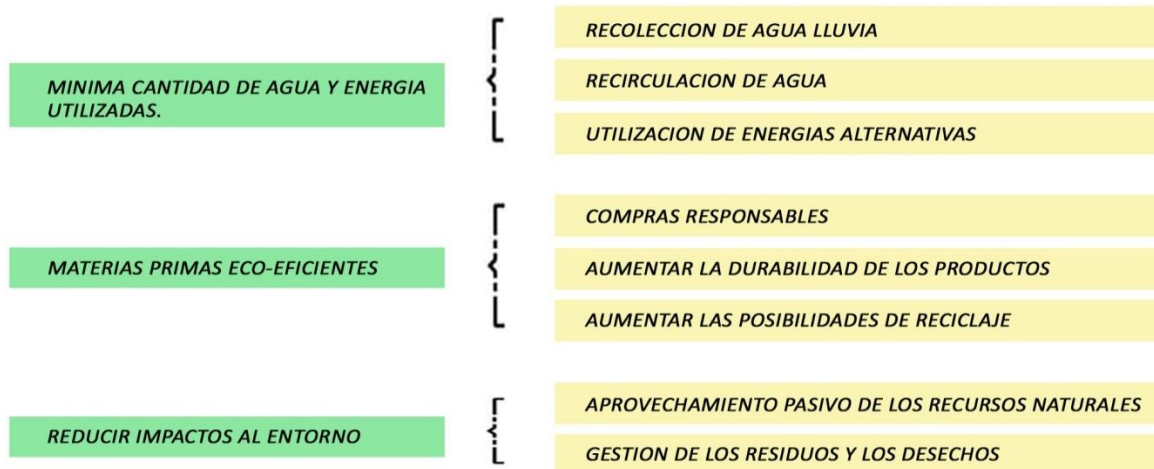 MINIMA CANTIDAD DE AGUA Y ENERGIA
UTILIZADAS.
RECOLECCION DE AGUA LLUVIA
RECIRCULACION DE AGUA
UTILIZACION DE ENERGIAS ALTERNATIVAS
MATERIAS PRIMAS ECO-EFICIENTES
COMPRAS RESPONSABLES
AUMENTAR LA DURABILIDAD DE LOS PRODUCTOS
AUMENTAR LAS POSIBILIDADES DE RECICLAJE
REDUCIR IMPACTOS AL ENTORNO
APROVECHAMIENTO PASIVO DE LOS RECURSOS NATURALES
GESTION DE LOS RESIDUOS Y LOS DESECHOS